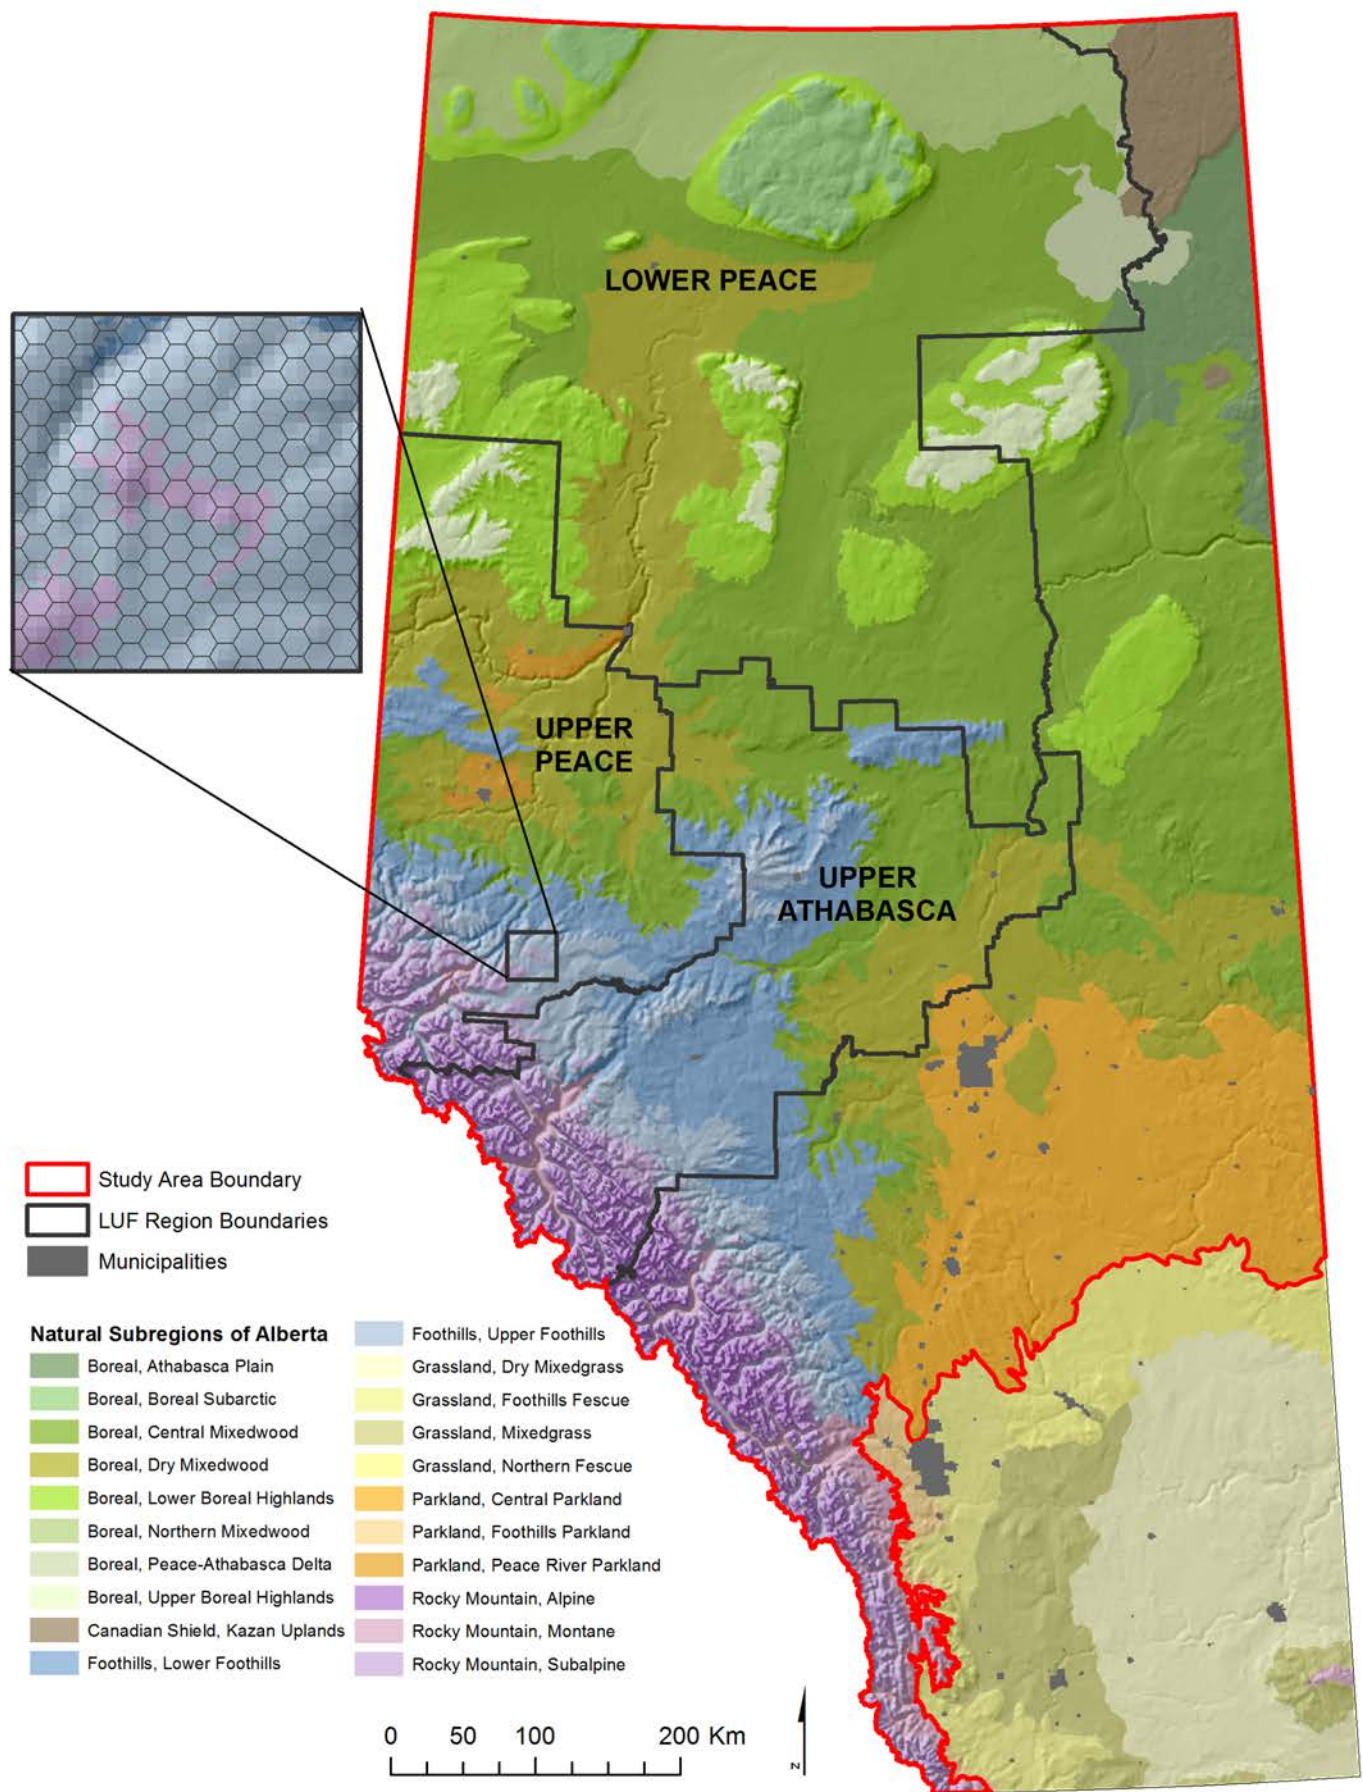 LOWER PEACE
UPPER
PEACE
UPPER
ATHABASCA
Study Area Boundary
LUF Region Boundaries
Municipalities
Natural Subregions of Alberta
Boreal, Athabasca Plain
Boreal, Boreal Subarctic
Boreal, Central Mixedwood
Boreal, Dry Mixedwood
Boreal, Lower Boreal Highlands
Boreal, Northern Mixedwood
Boreal, Peace-Athabasca Delta
Boreal, Upper Boreal Highlands
Canadian Shield, Kazan Uplands
Foothills, Lower Foothills
Foothills, Upper Foothills
Grassland, Dry Mixedgrass
Grassland, Foothills Fescue
Grassland, Mixedgrass
Grassland, Northern Fescue
Parkland, Central Parkland
Parkland, Foothills Parkland
Parkland, Peace River Parkland
Rocky Mountain, Alpine
Rocky Mountain, Montane
Rocky Mountain, Subalpine
0 50 100 200 Km
N